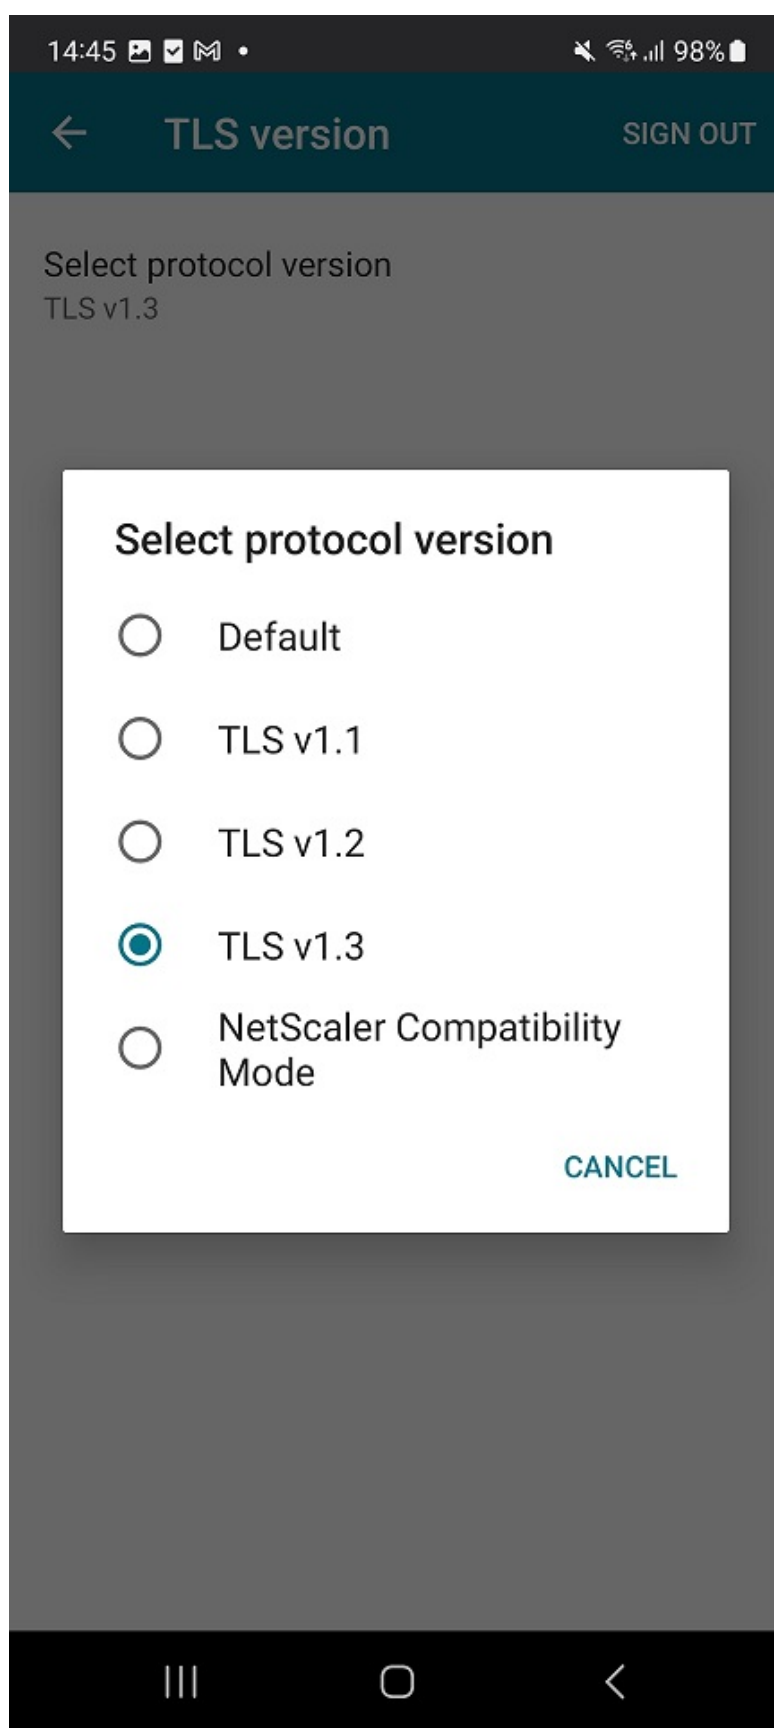 14:45 98%
TLS version SIGN OUT
Select protocol version
TLS v1.3
Select protocol version
Default
TLS v1.1
TLS v1.2
TLS v1.3
NetScaler Compatibility
Mode
CANCEL